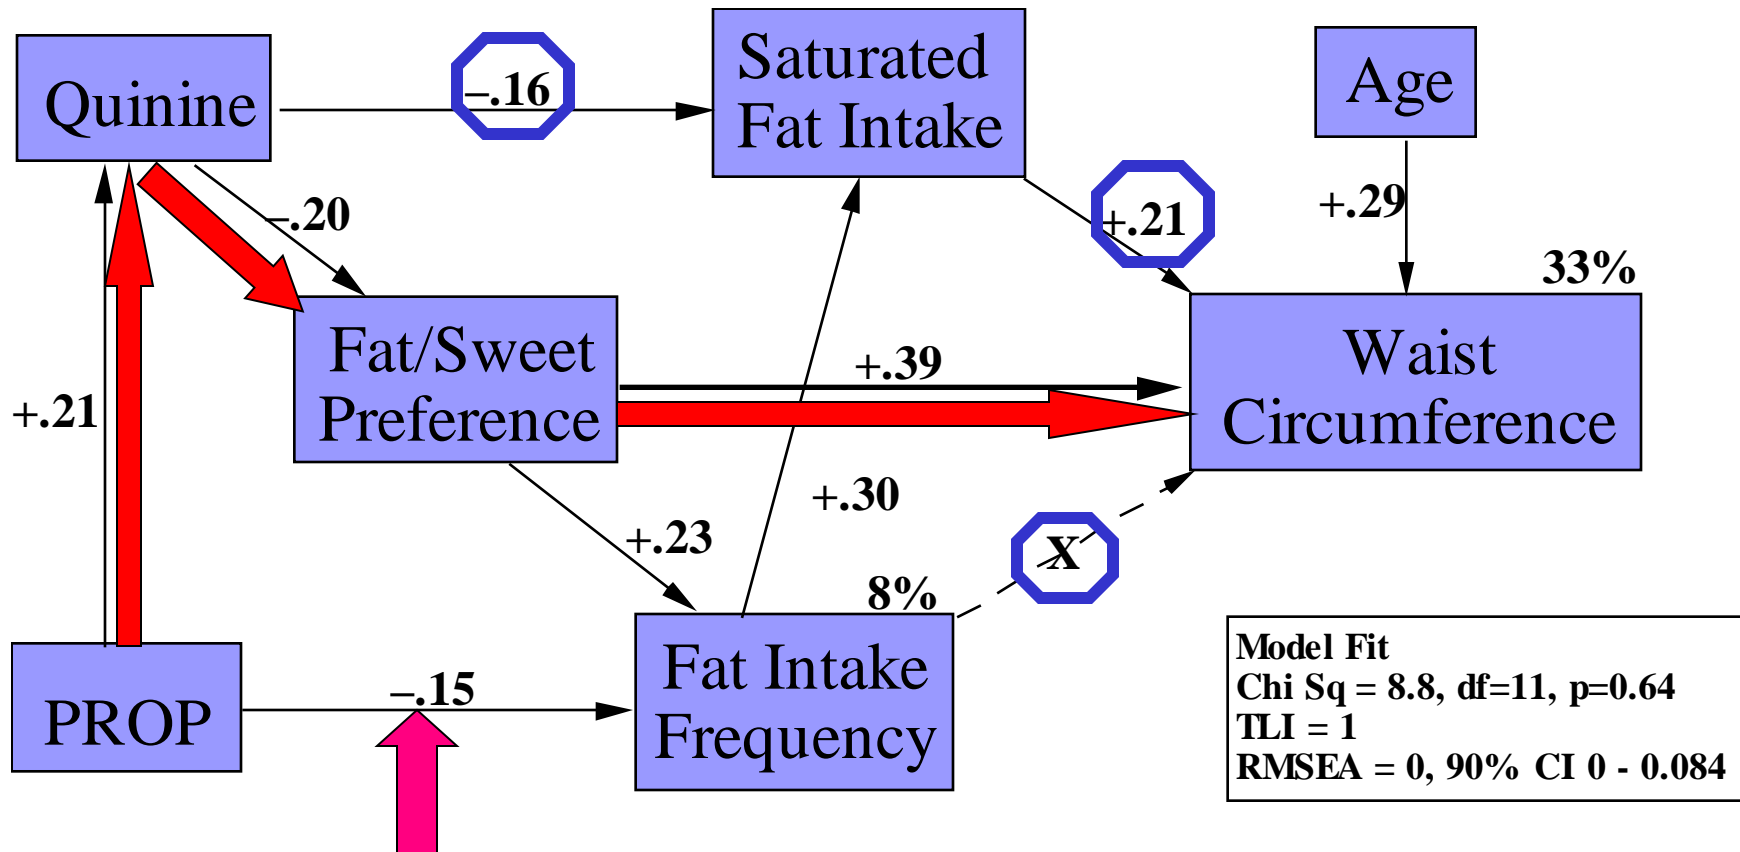 Quinine
–.16
Saturated
Fat Intake
Age
–.20
+.21
+.29
33%
Fat/Sweet
Preference
+.39
Waist
Circumference
+.21
+.30
+.23
X
8%
PROP
–.15
Fat Intake
Frequency
Model Fit
Chi Sq = 8.8, df=11, p=0.64
TLI = 1
RMSEA = 0, 90% CI 0 - 0.084